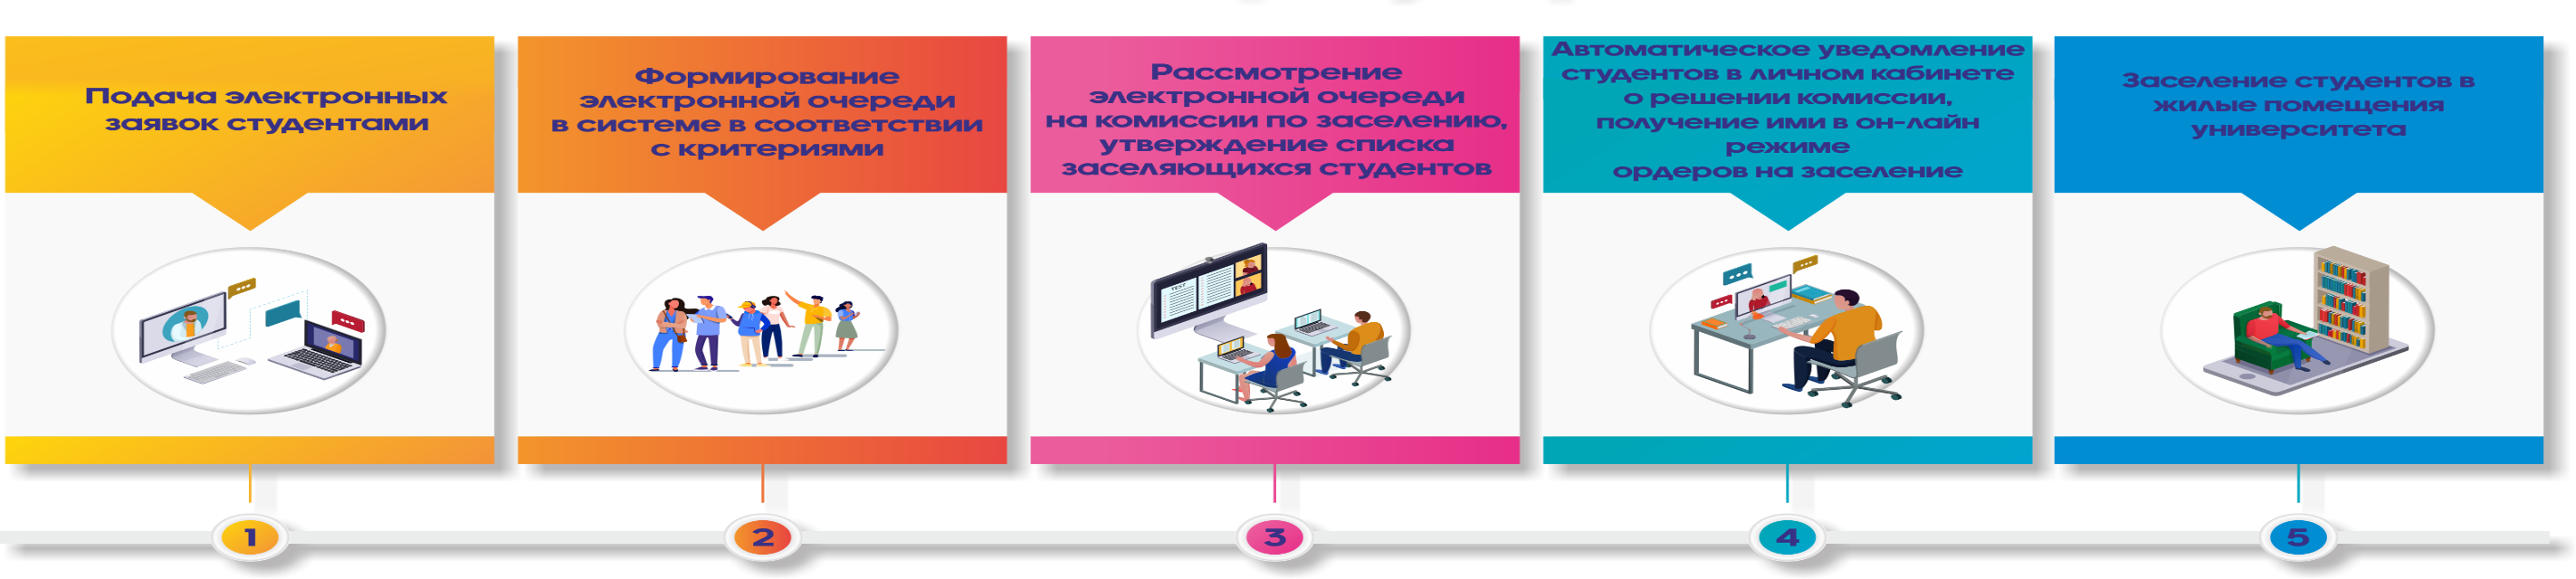 Подача электронных
заявок студентами
Формирование
электронной очереди
в системе в соответствии
с критериями
Рассмотрение
электронной очереди
на комиссии по заселению,
утверждение списка
заселяющихся студентов
Автоматическое уведомление
студентов в личном кабинете
о решении комиссии,
получение ими в он-лайн
режиме
ордеров на заселение
Заселение студентов в
жилые помещения
университета
TEXT
1
2
3
4
5